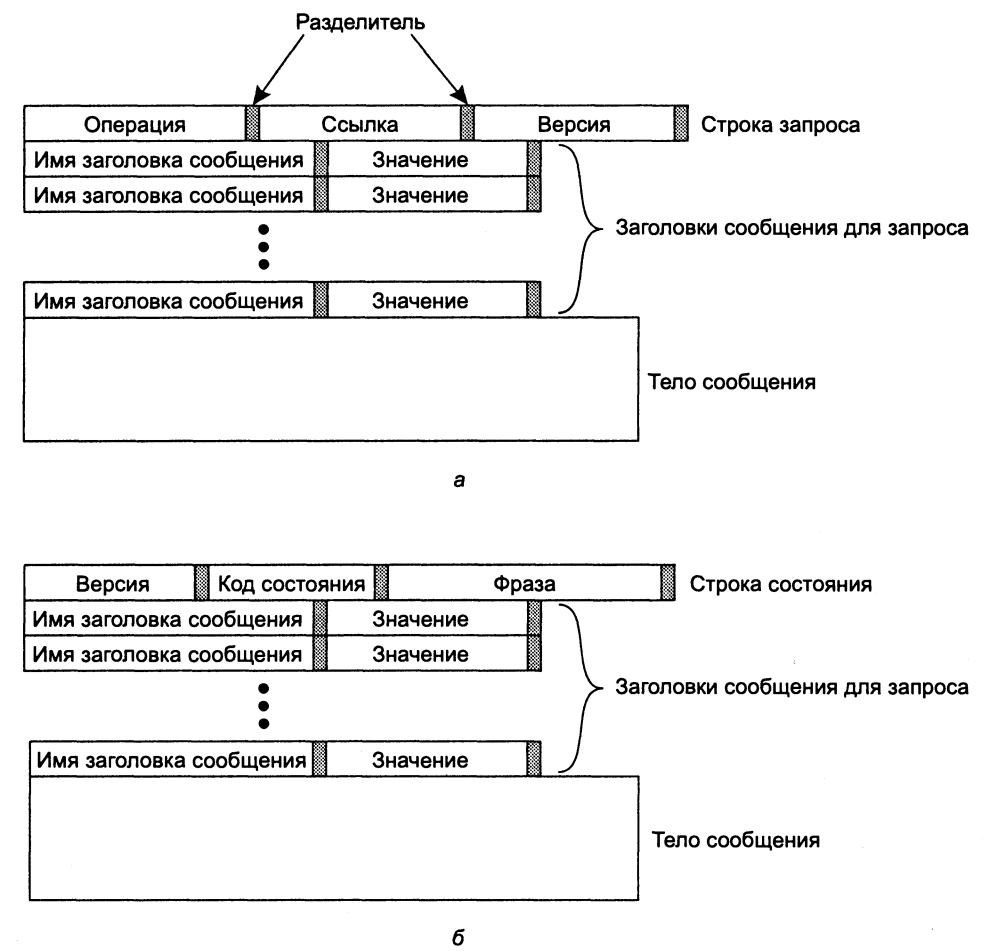 Разделитель
Операция Ссылка Версия Строка запроса
Имя заголовка сообщения Значение
Имя заголовка сообщения Значение
Заголовки сообщения для запроса
Имя заголовка сообщения Значение
Тело сообщения
а
Версия Код состояния Фраза Строка состояния
Имя заголовка сообщения Значение
Имя заголовка сообщения Значение
Заголовки сообщения для запроса
Имя заголовка сообщения Значение
Тело сообщения
б